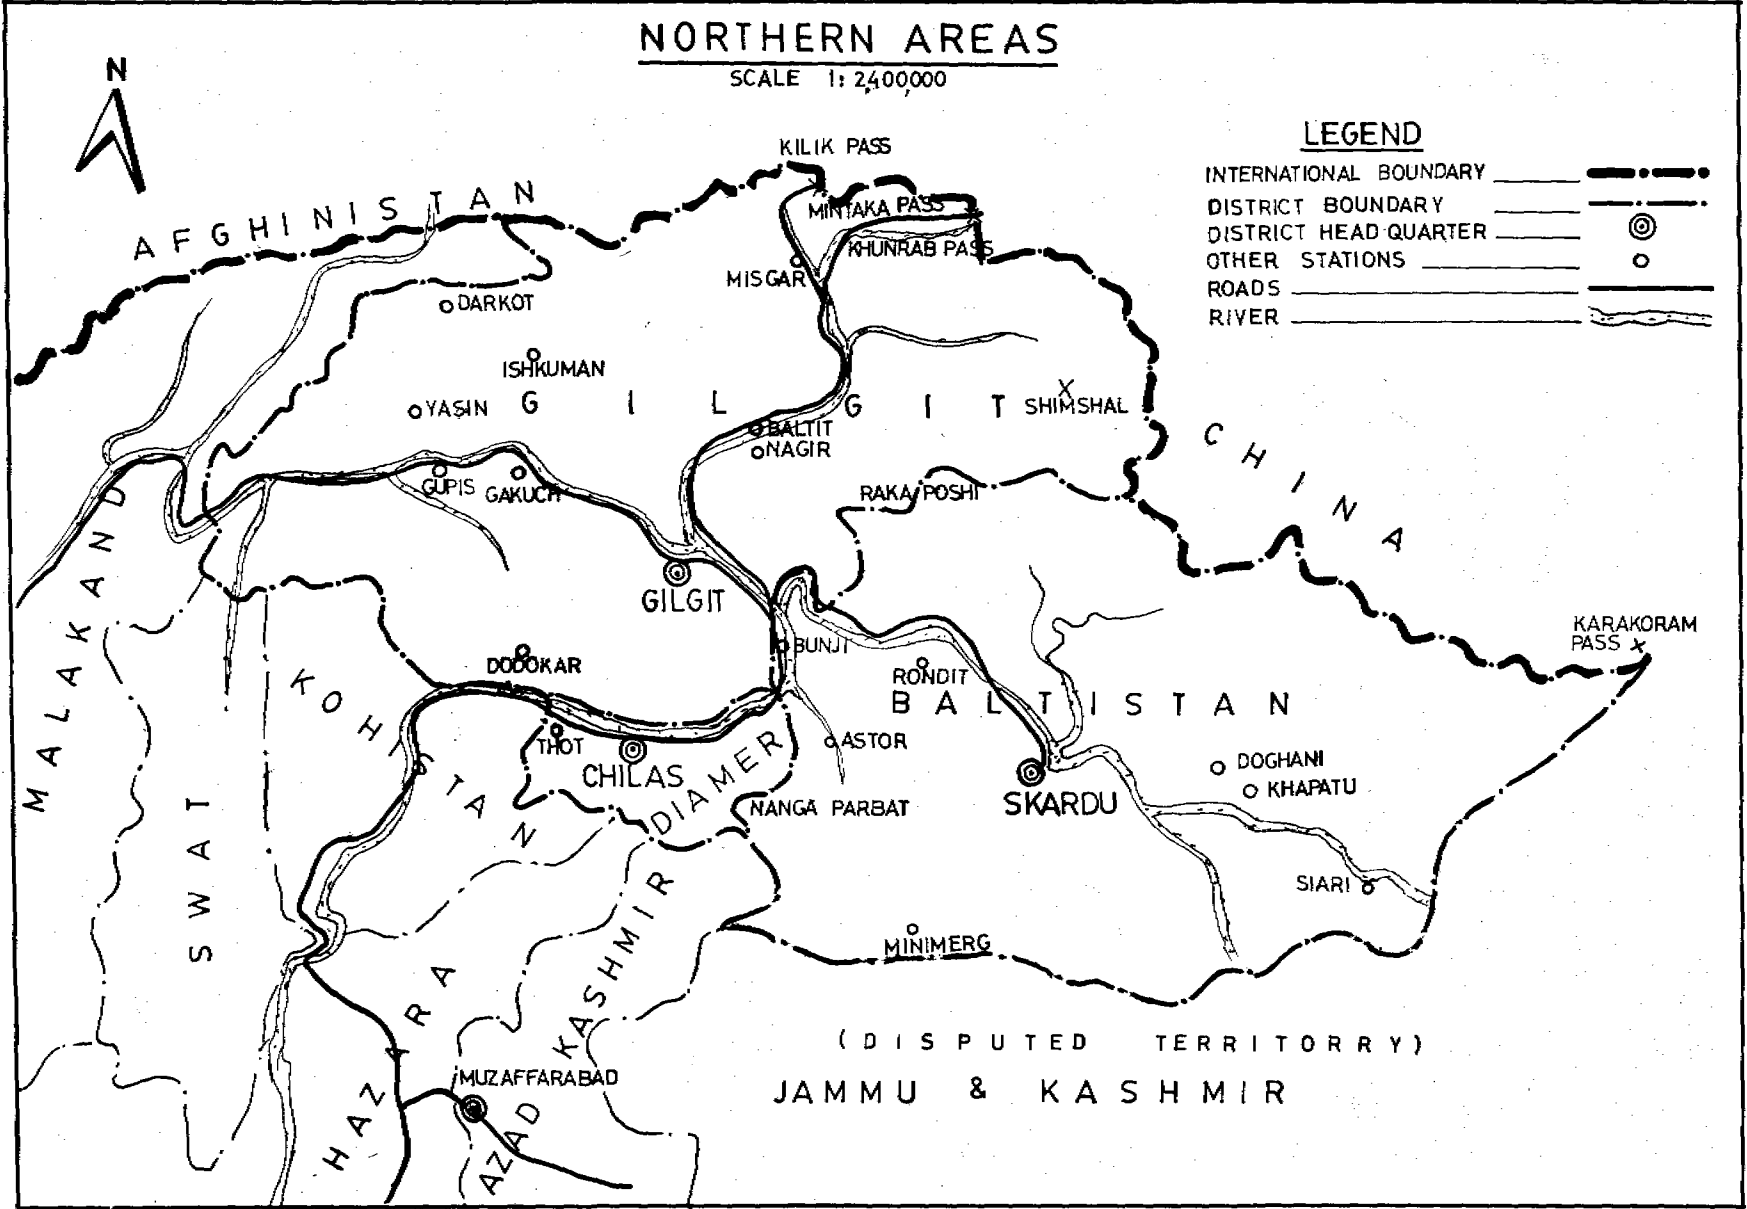 NORTHERN AREAS
SCALE 1: 2,400,000
N
LEGEND
INTERNATIONAL BOUNDARY
DISTRICT BOUNDARY
DISTRICT HEAD QUARTER
OTHER STATIONS
ROADS
RIVER
KILIK PASS
AFGHINISTAN
MINTAKA PASS
KHUNRAB PASS
MISGAR
DARKOT
ISHKUMAN
YASIN
GILGIT
SHIMSHAL
BALTIT
NAGIR
CHINA
GUPIS
GAKUCH
RAKA POSHI
MALAKAND
GILGIT
KARAKORAM
PASS
BUNJI
DODOKAR
RONDIT
KOHISTAN
BALTISTAN
THOT
ASTOR
CHILAS
DIAMER
DOGHANI
KHAPATU
SKARDU
NANGA PARBAT
SWAT
SIARI
MINIMERG
HAZARA
AZAD KASHMIR
(DISPUTED TERRITORRY)
JAMMU & KASHMIR
MUZAFFARABAD